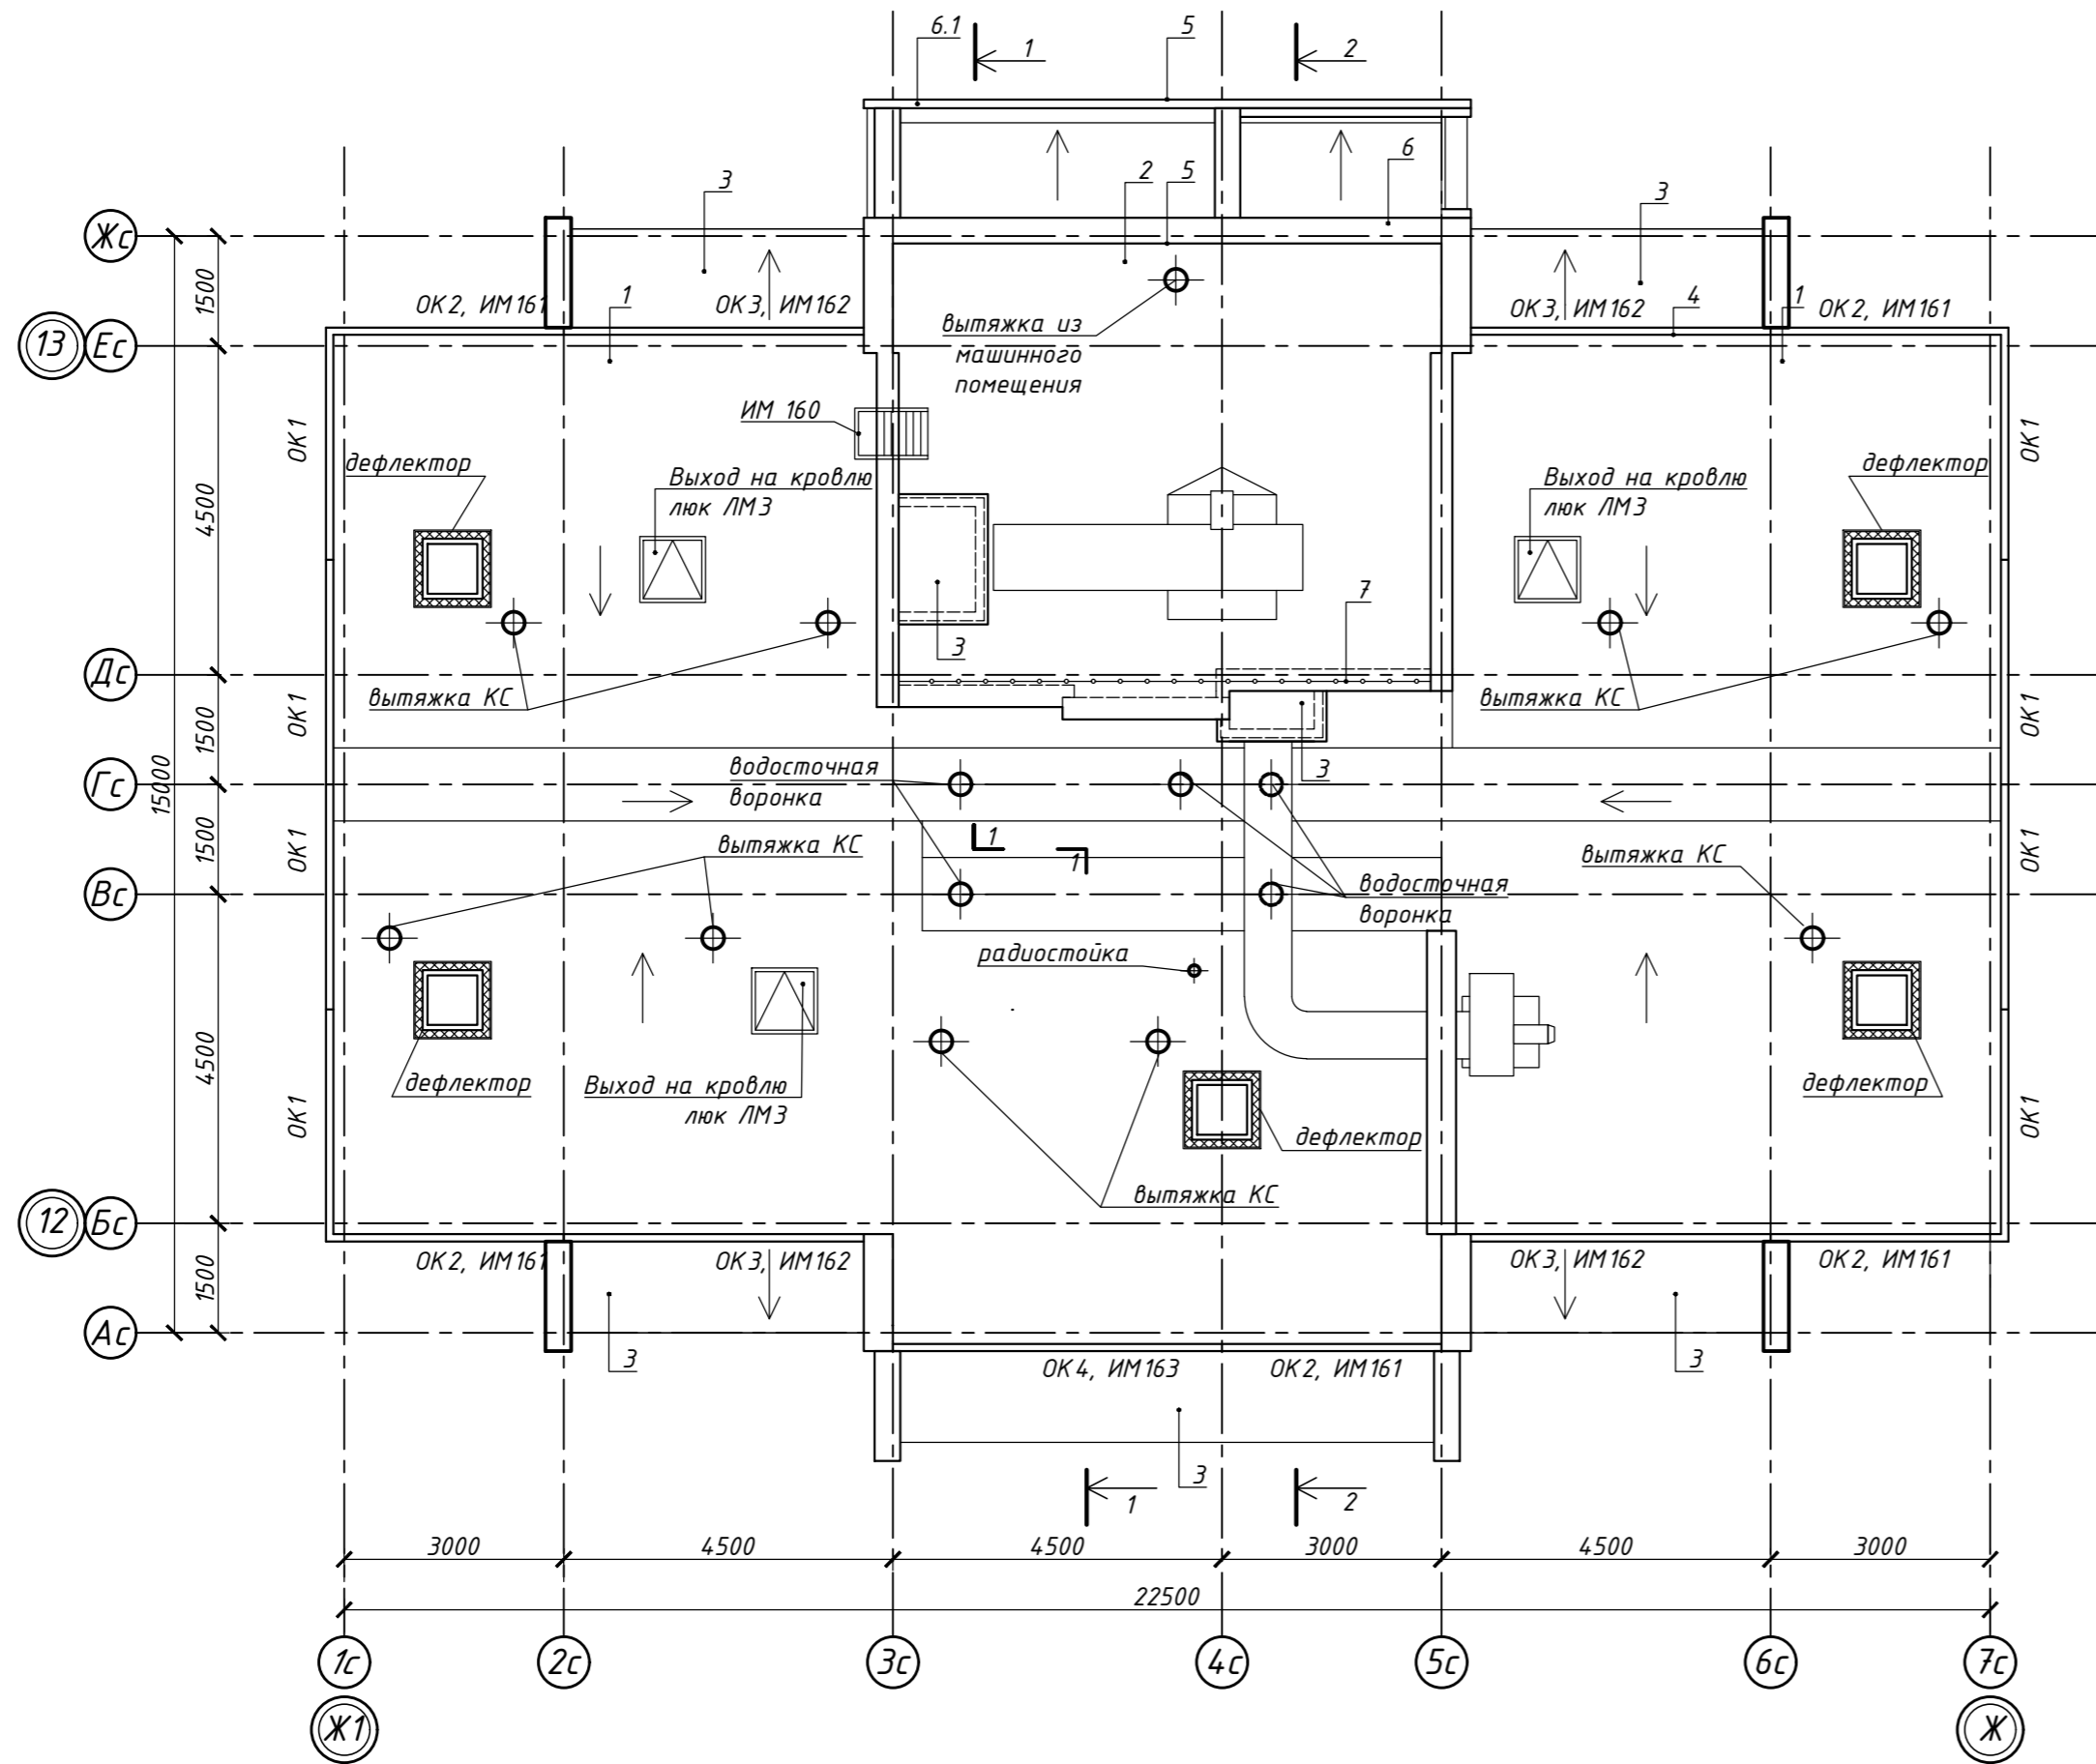 6.1
1
5
2
3
2
5
6
3
Жс
1500
ОК2, ИМ161
1
ОК3, ИМ162
вытяжка из
машинного
помещения
ОК3, ИМ162
4
1
ОК2, ИМ161
13
Ес
ИМ 160
ОК1
ОК1
дефлектор
Выход на кровлю
люк ЛМЗ
Выход на кровлю
люк ЛМЗ
дефлектор
4500
7
3
Дс
вытяжка КС
вытяжка КС
ОК1
ОК1
1500
15000
водосточная
воронка
3
Гс
1500
ОК1
1
1
вытяжка КС
вытяжка КС
ОК1
Вс
водосточная
воронка
радиостойка
4500
дефлектор
Выход на кровлю
люк ЛМЗ
дефлектор
дефлектор
ОК1
ОК1
вытяжка КС
12
Бс
1500
ОК2, ИМ161
ОК3, ИМ162
ОК3, ИМ162
ОК2, ИМ161
Ас
3
ОК4, ИМ163
ОК2, ИМ161
3
3
1
2
3000
4500
4500
3000
4500
3000
22500
1с
2с
3с
4с
5с
6с
7с
Ж1
Ж